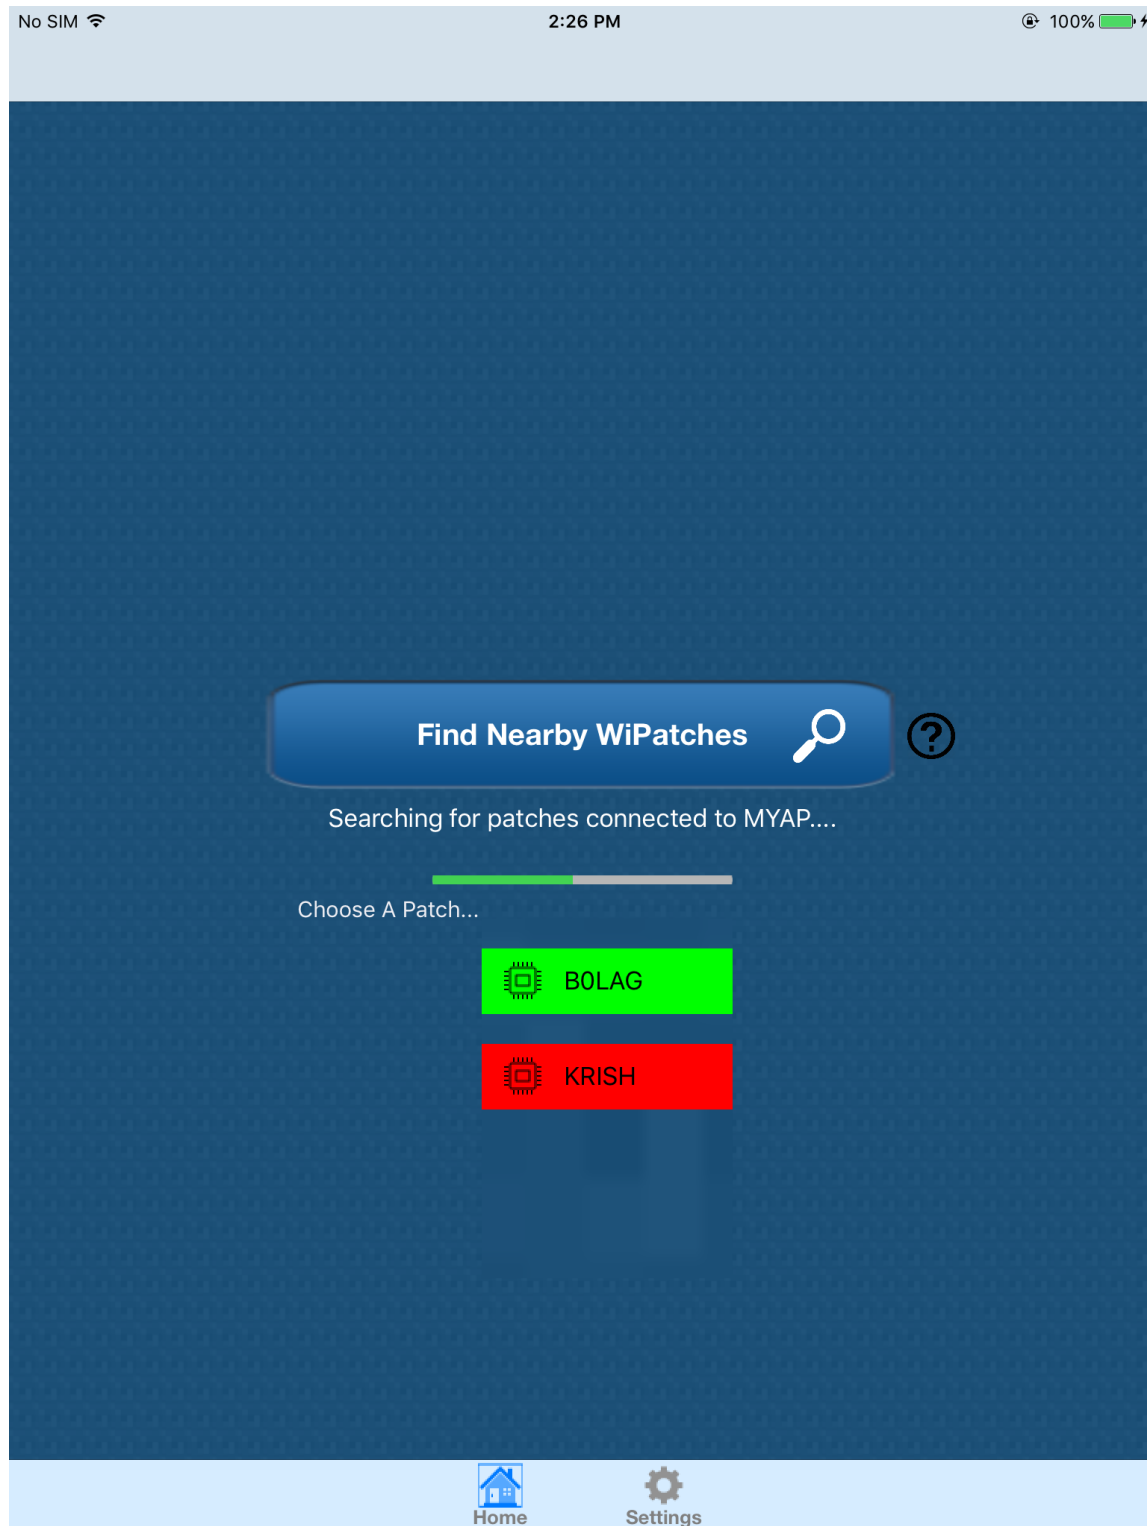 No SIM 2:26 PM 100%
Find Nearby WiPatches
Searching for patches connected to MYAP....
Choose A Patch...
B0LAG
KRISH
Home Settings